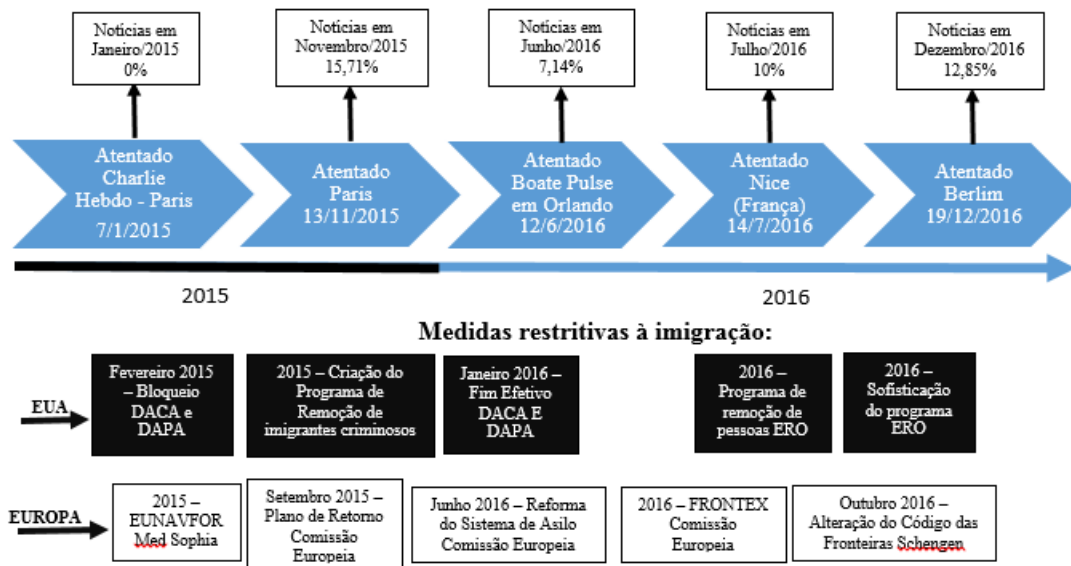 Notícias em
Janeiro/2015
0%
Notícias em
Novembro/2015
15,71%
Notícias em
Junho/2016
7,14%
Notícias em
Julho/2016
10%
Notícias em
Dezembro/2016
12,85%
Atentado
Charlie
Hebdo - Paris
7/1/2015
Atentado
Paris
13/11/2015
Atentado
Boate Pulse
em Orlando
12/6/2016
Atentado
Nice
(França)
14/7/2016
Atentado
Berlim
19/12/2016
2015
2016
Medidas restritivas à imigração:
EUA
Fevereiro 2015
– Bloqueio
DACA e
DAPA
2015 – Criação do
Programa de
Remoção de
imigrantes criminosos
Janeiro 2016 –
Fim Efetivo
DACA E
DAPA
2016 –
Programa de
remoção de
pessoas ERO
2016 –
Sofisticação
do programa
ERO
EUROPA
2015 –
EUNAVFOR
Med Sophia
Setembro 2015 –
Plano de Retorno
Comissão
Europeia
Junho 2016 – Reforma
do Sistema de Asilo
Comissão Europeia
2016 – FRONTEX
Comissão
Europeia
Outubro 2016 –
Alteração do Código das
Fronteiras Schengen